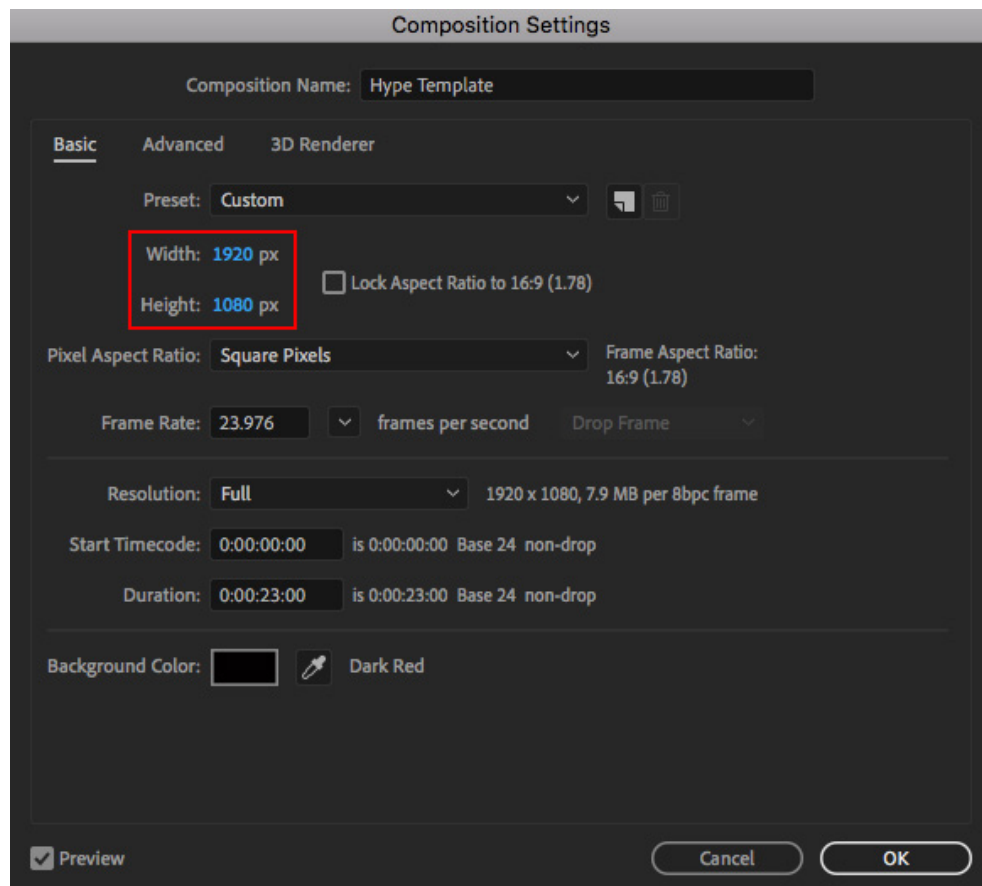 Composition Settings
Composition Name: Hype Template
Basic Advanced 3D Renderer
Preset: Custom
Width: 1920 px
Lock Aspect Ratio to 16:9 (1.78)
Height: 1080 px
Pixel Aspect Ratio: Square Pixels Frame Aspect Ratio:
16:9 (1.78)
Frame Rate: 23.976 frames per second Drop Frame
Resolution: Full 1920 x 1080, 7.9 MB per 8bpc frame
Start Timecode: 0:00:00:00 is 0:00:00:00 Base 24 non-drop
Duration: 0:00:23:00 is 0:00:23:00 Base 24 non-drop
Background Color: Dark Red
Preview Cancel OK